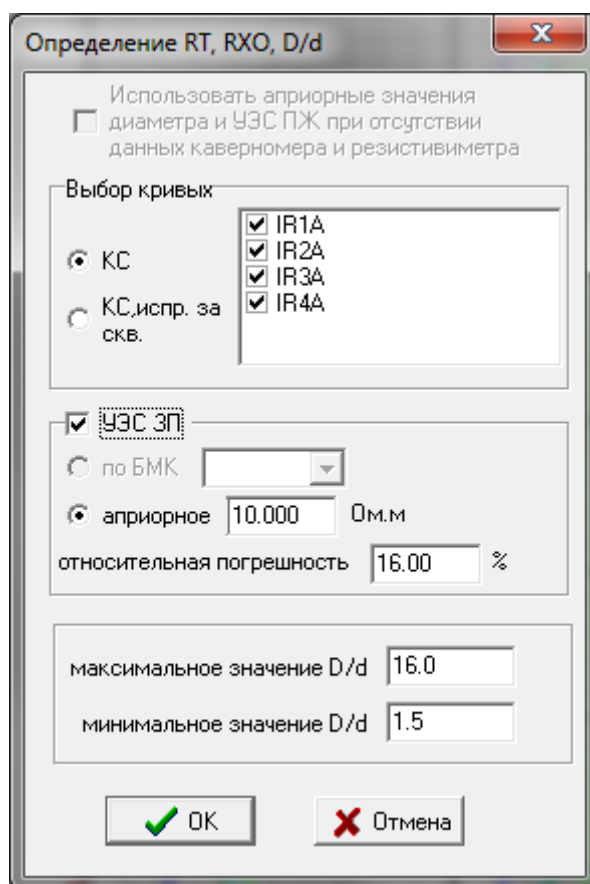 Определение RT, RXO, D/d
Использовать априорные значения
диаметра и УЭС ПЖ при отсутствии
данных каверномера и резистивиметра
Выбор кривых
КС
КС,испр. за
скв.
IR1A
IR2A
IR3A
IR4A
УЭС ЗП
по БМК
априорное 10.000 Ом.м
относительная погрешность 16.00 %
максимальное значение D/d 16.0
минимальное значение D/d 1.5
OK
Отмена